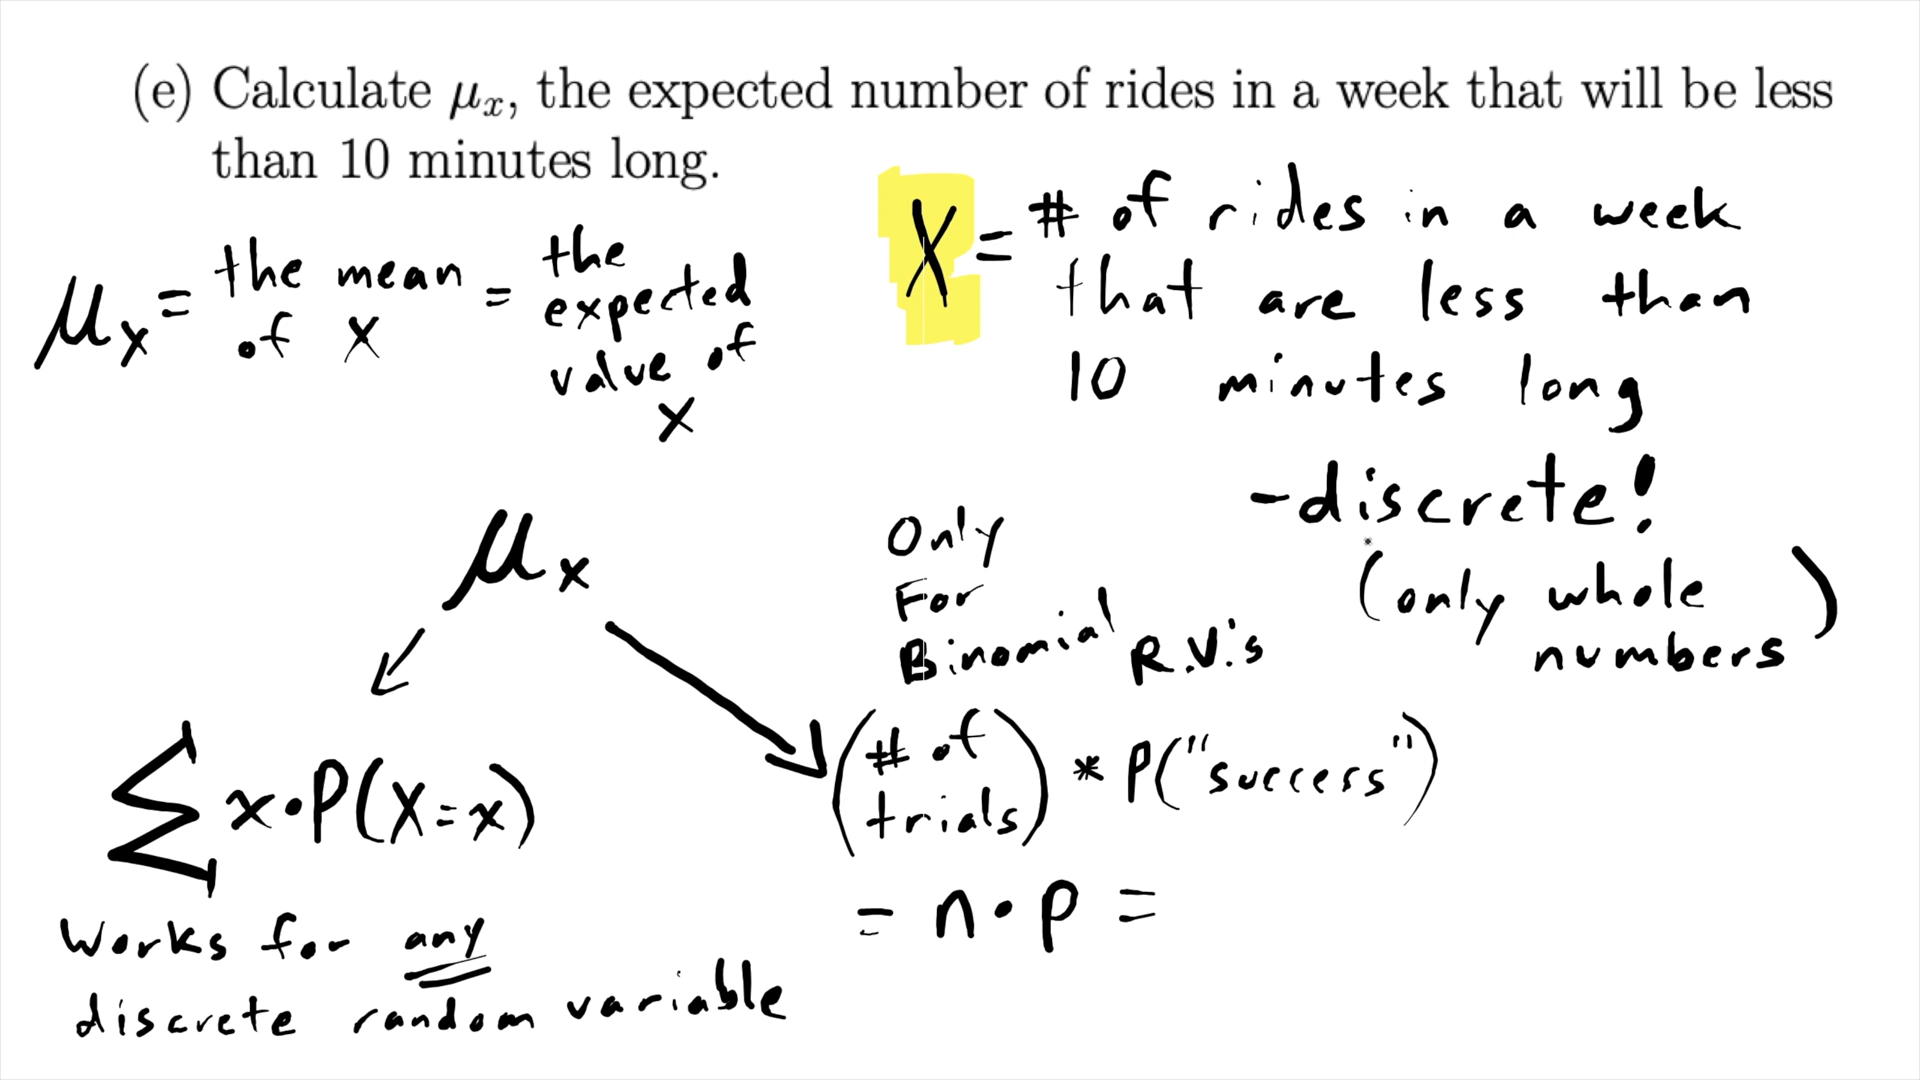 (e) Calculate μₓ, the expected number of rides in a week that will be less
than 10 minutes long.
μₓ = the mean of X = the expected value of X
X = # of rides in a week
that are less than
10 minutes long
-discrete!
(only whole numbers)
μₓ
Only
For
Binomial R.V.'s
∑ x·P(X=x)
(# of trials) * P("success")
= n·p =
Works for any
discrete random variable